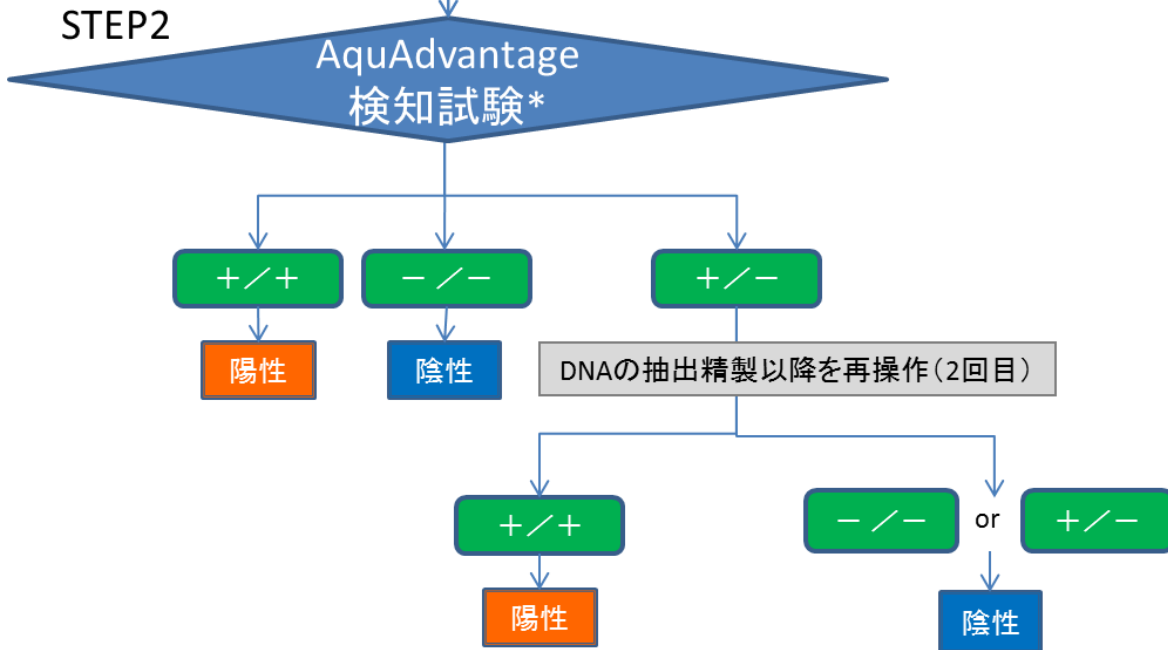 STEP2
AquAdvantage
検知試験*
＋／＋
－／－
＋／－
陽性
陰性
DNAの抽出精製以降を再操作（2回目）
＋／＋
－／－ or ＋／－
陽性
陰性